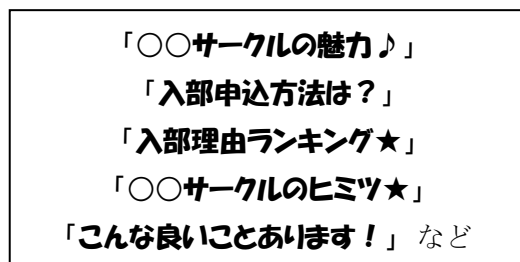 「○○サークルの魅力♪」
「入部申込方法は？」
「入部理由ランキング★」
「○○サークルのヒミツ★」
「こんな良いことあります！」など